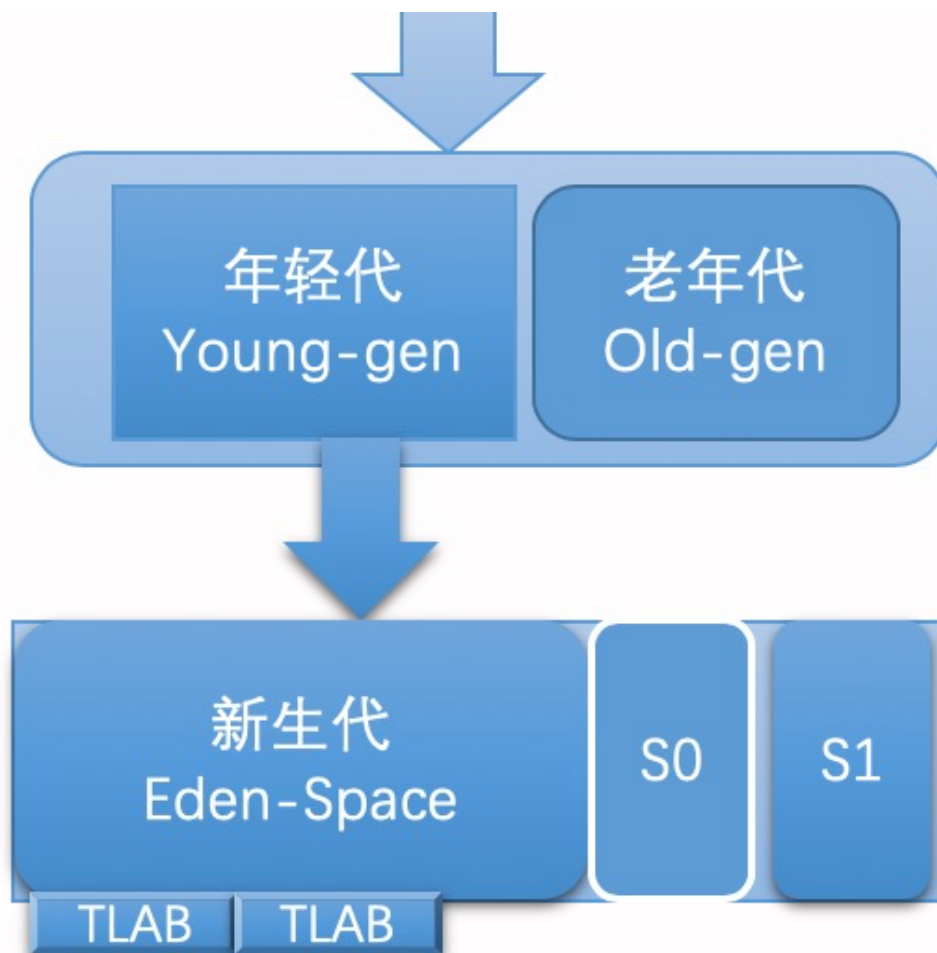 年轻代
Young-gen
老年代
Old-gen
新生代
Eden-Space
S0
S1
TLAB
TLAB